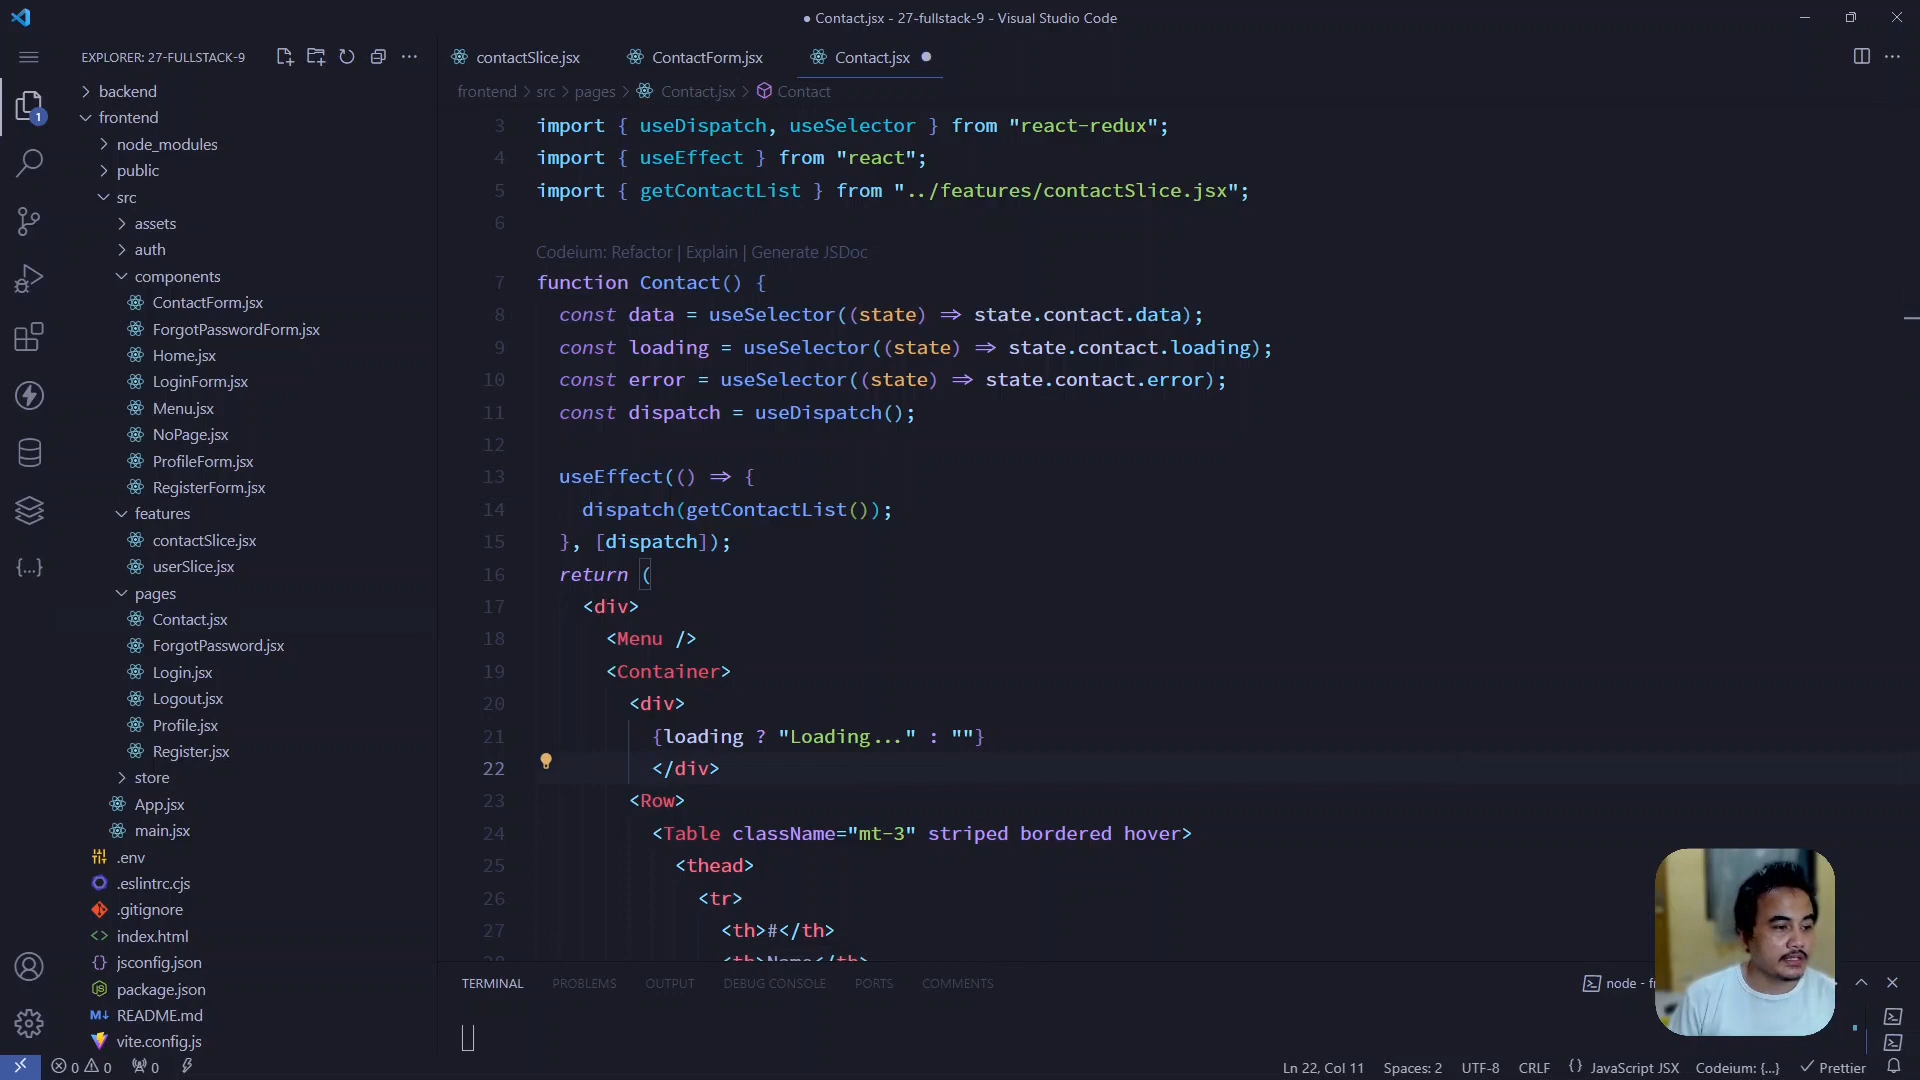 ● Contact.jsx - 27-fullstack-9 - Visual Studio Code
EXPLORER: 27-FULLSTACK-9
contactSlice.jsx
ContactForm.jsx
Contact.jsx
frontend > src > pages > Contact.jsx > Contact
1
backend
frontend
node_modules
public
src
assets
auth
components
ContactForm.jsx
ForgotPasswordForm.jsx
Home.jsx
LoginForm.jsx
Menu.jsx
NoPage.jsx
ProfileForm.jsx
RegisterForm.jsx
features
contactSlice.jsx
userSlice.jsx
pages
Contact.jsx
ForgotPassword.jsx
Login.jsx
Logout.jsx
Profile.jsx
Register.jsx
store
App.jsx
main.jsx
.env
.eslintrc.cjs
.gitignore
index.html
jsconfig.json
package.json
README.md
vite.config.js
3 import { useDispatch, useSelector } from "react-redux";
4 import { useEffect } from "react";
5 import { getContactList } from "../features/contactSlice.jsx";
6
Codeium: Refactor | Explain | Generate JSDoc
7 function Contact() {
8 const data = useSelector((state) => state.contact.data);
9 const loading = useSelector((state) => state.contact.loading);
10 const error = useSelector((state) => state.contact.error);
11 const dispatch = useDispatch();
12
13 useEffect(() => {
14 dispatch(getContactList());
15 }, [dispatch]);
16 return (
17 <div>
18 <Menu />
19 <Container>
20 <div>
21 {loading ? "Loading..." : ""}
22 </div>
23 <Row>
24 <Table className="mt-3" striped bordered hover>
25 <thead>
26 <tr>
27 <th>#</th>
28 <th>Name</th>
TERMINAL PROBLEMS OUTPUT DEBUG CONSOLE PORTS COMMENTS
node - fr
0 0 0
Ln 22, Col 11 Spaces: 2 UTF-8 CRLF {} JavaScript JSX Codeium: {...} Prettier